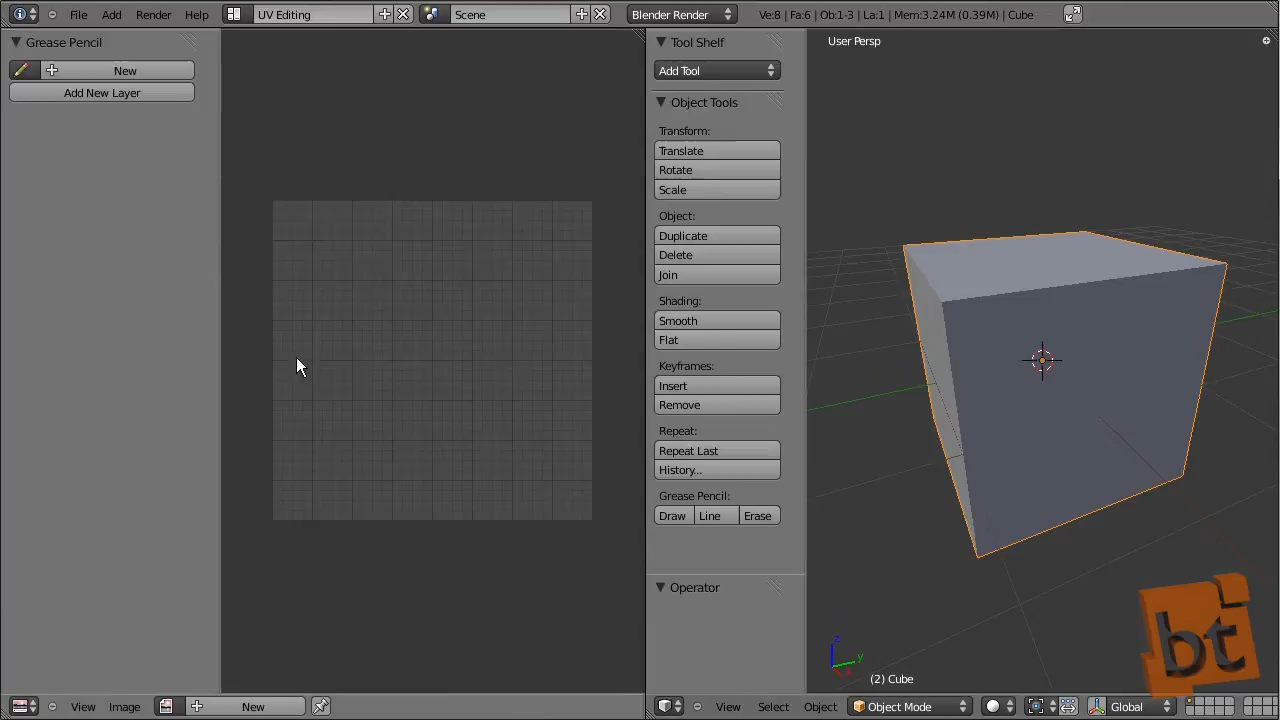 File Add Render Help UV Editing Scene Blender Render Ve:8 | Fa:6 | Ob:1-3 | La:1 | Mem:3.24M (0.39M) | Cube
Grease Pencil
New
Add New Layer
Tool Shelf
Add Tool
Object Tools
Transform:
Translate
Rotate
Scale
Object:
Duplicate
Delete
Join
Shading:
Smooth
Flat
Keyframes:
Insert
Remove
Repeat:
Repeat Last
History...
Grease Pencil:
Draw Line Erase
Operator
User Persp
z
y
x
(2) Cube
bt
View Image New
View Select Object Object Mode Global